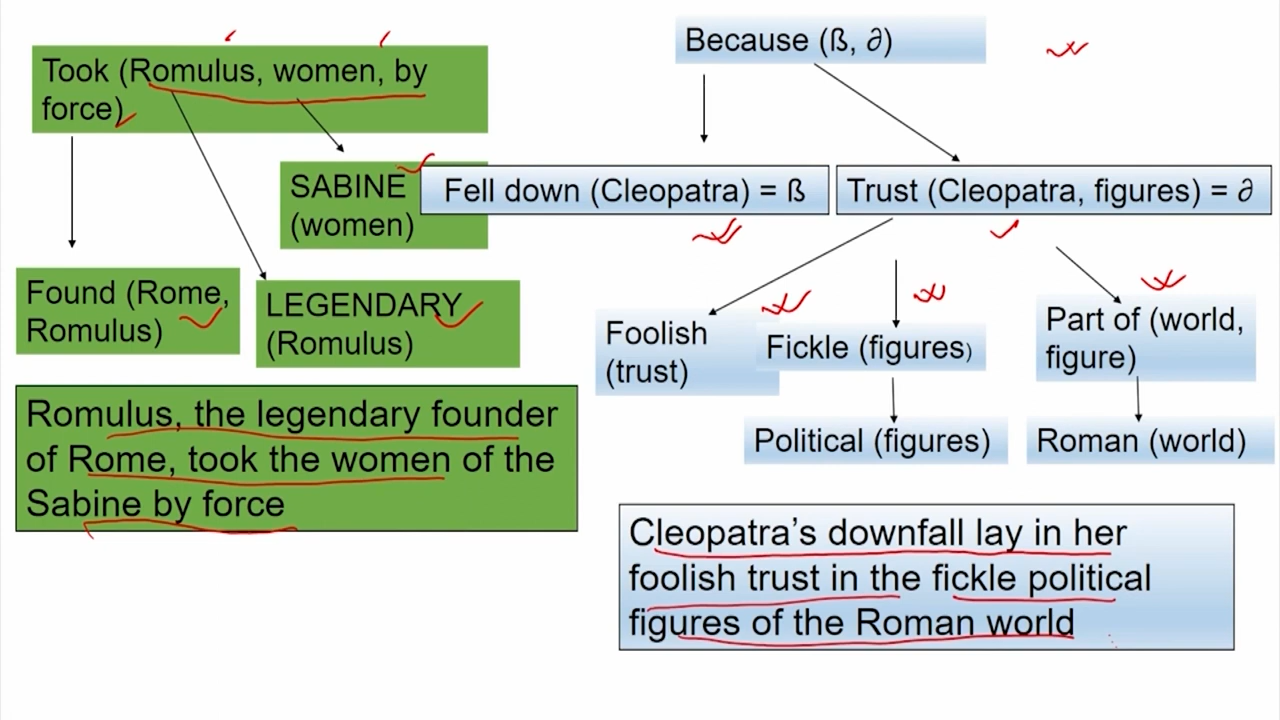 Took (Romulus, women, by
force)
SABINE
(women)
Found (Rome,
Romulus)
LEGENDARY
(Romulus)
Romulus, the legendary founder
of Rome, took the women of the
Sabine by force
Because (ß, ∂)
Fell down (Cleopatra) = ß
Trust (Cleopatra, figures) = ∂
Foolish
(trust)
Fickle (figures)
Part of (world,
figure)
Political (figures)
Roman (world)
Cleopatra’s downfall lay in her
foolish trust in the fickle political
figures of the Roman world